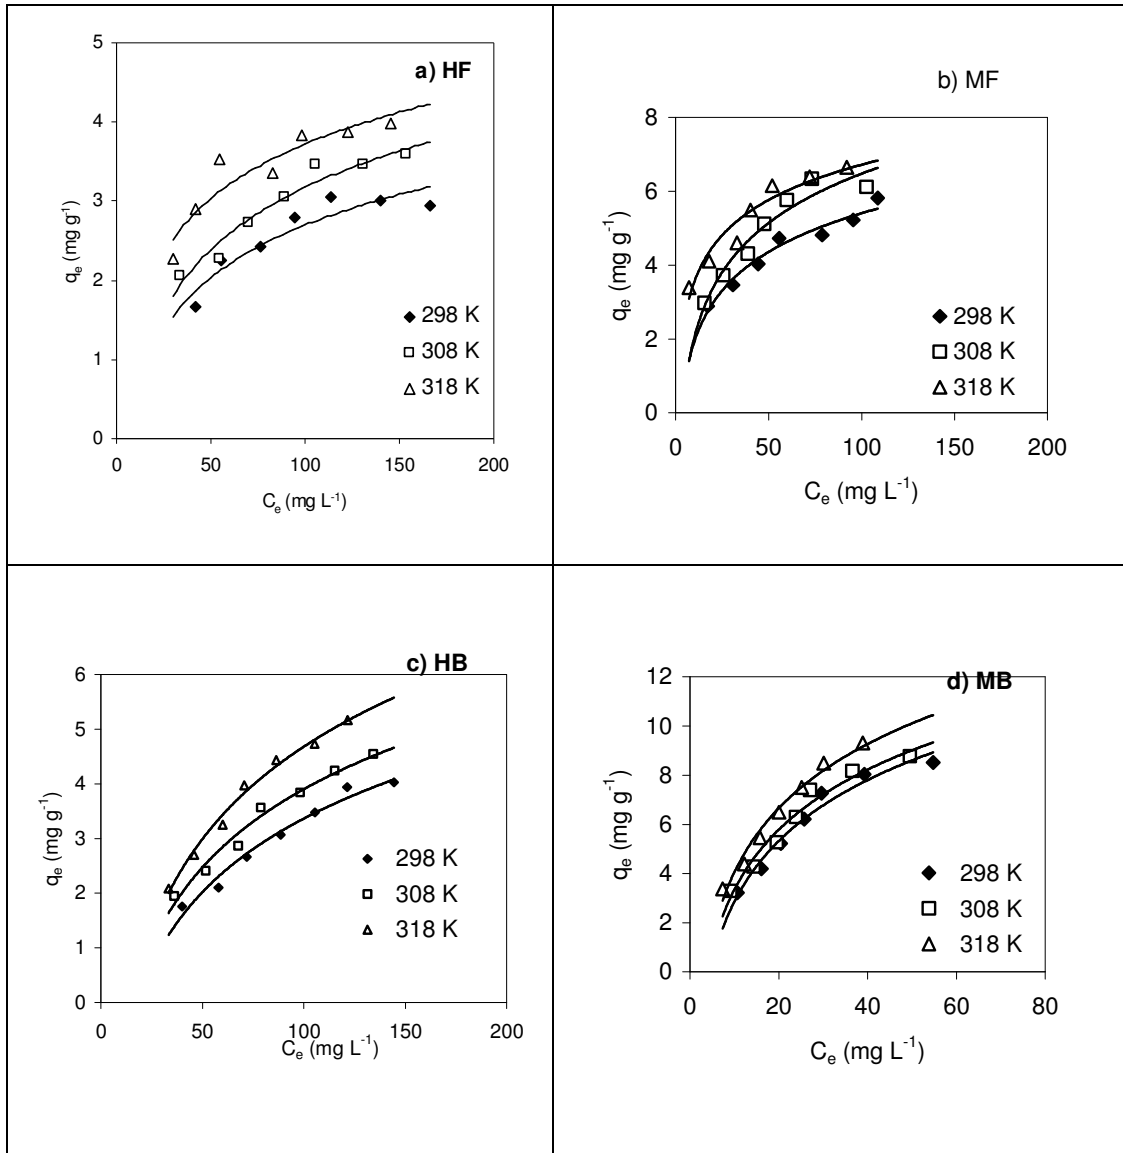 a) HF
5
4
3
2
1
0
q_e (mg g^-1)
298 K
308 K
318 K
0 50 100 150 200
C_e (mg L^-1)
b) MF
8
6
4
2
0
q_e (mg g^-1)
298 K
308 K
318 K
0 50 100 150 200
C_e (mg L^-1)
c) HB
6
5
4
3
2
1
0
q_e (mg g^-1)
298 K
308 K
318 K
0 50 100 150 200
C_e (mg L^-1)
d) MB
12
10
8
6
4
2
0
q_e (mg g^-1)
298 K
308 K
318 K
0 20 40 60 80
C_e (mg L^-1)